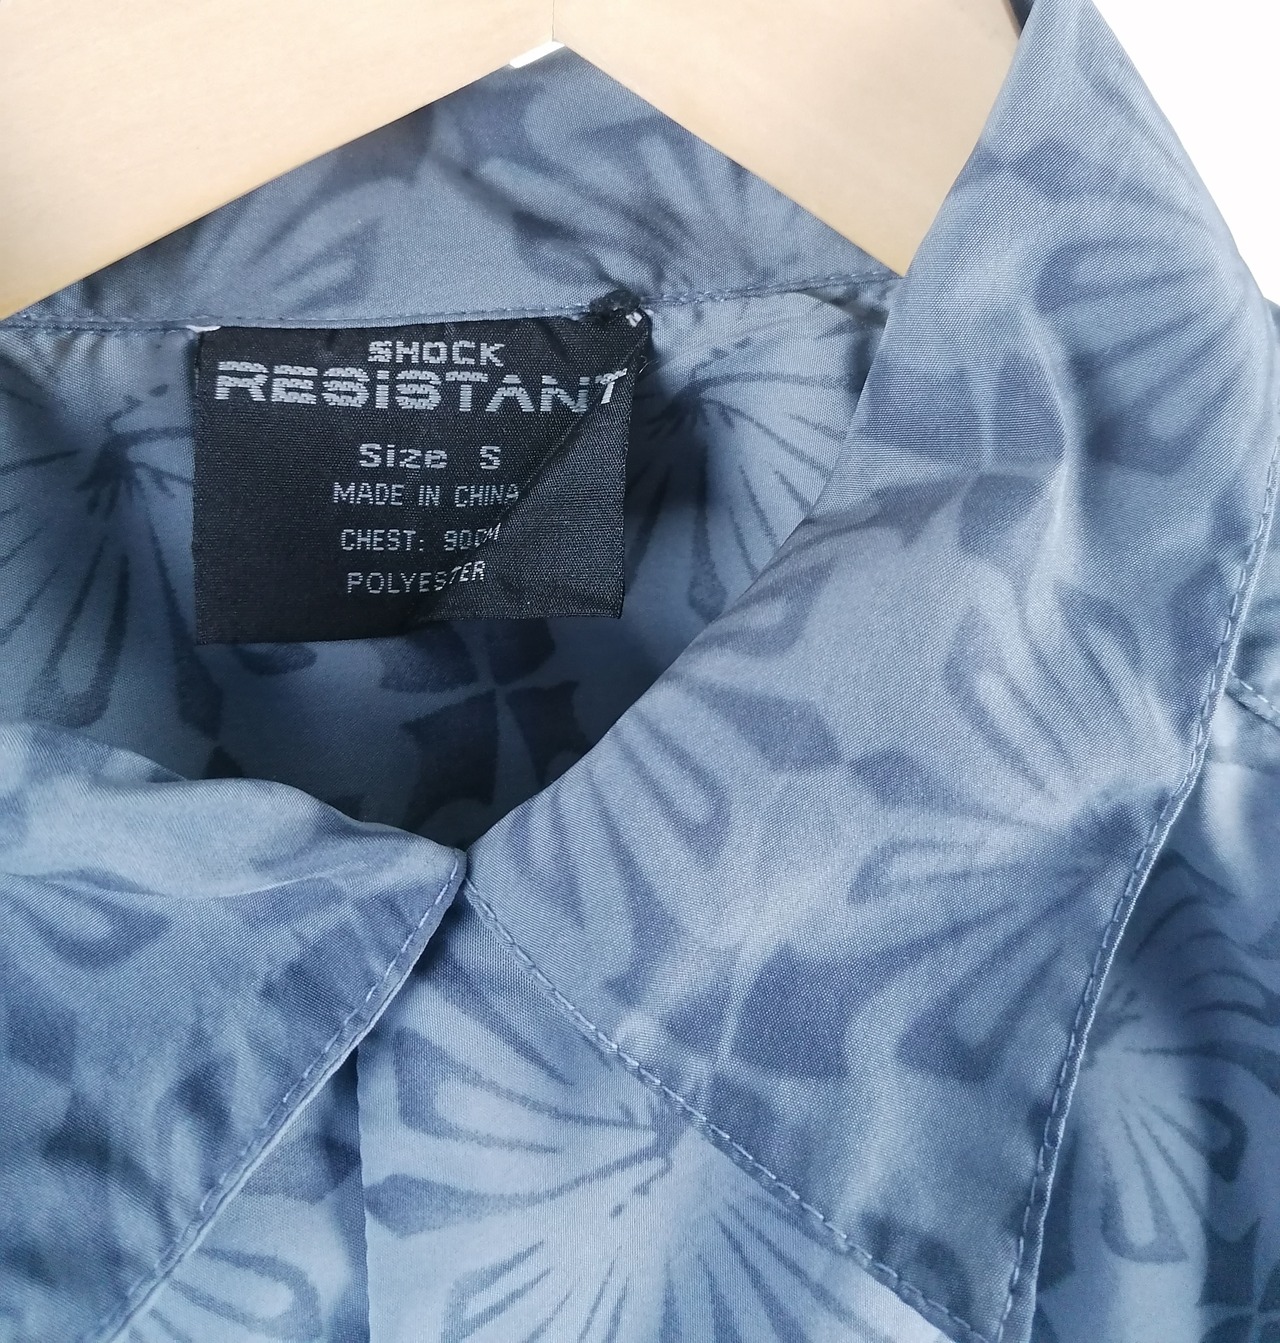 SHOCK
RESiSTANT
Size S
MADE IN CHINA
CHEST: 90CM
POLYESTER